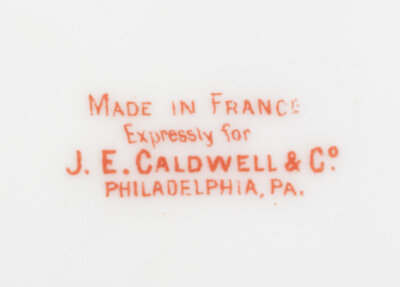 MADE IN FRANCE
Expressly for
J. E. CALDWELL & Cº
PHILADELPHIA, PA.